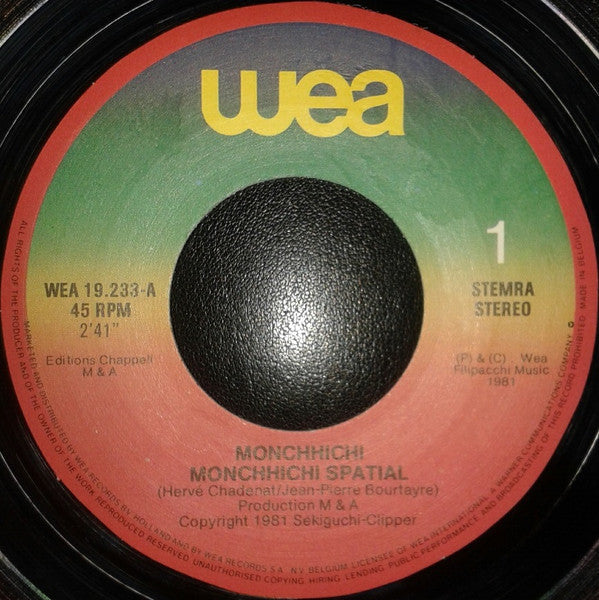 wea
1
WEA 19.233-A
45 RPM
2'41"
STEMRA
STEREO
Editions Chappell
M & A
(P) & (C) Wea
Filipacchi Music
1981
MONCHHICHI
MONCHHICHI SPATIAL
(Hervé Chadenat/Jean-Pierre Bourtayre)
Production M & A
Copyright 1981 Sekiguchi-Clipper
ALL RIGHTS OF THE PRODUCER AND OF THE OWNER OF THE WORK REPRODUCED RESERVED UNAUTHORISED COPYING, HIRING, LENDING, PUBLIC PERFORMANCE AND BROADCASTING OF THIS RECORD PROHIBITED MADE IN BELGIUM
MARKETED AND DISTRIBUTED BY WEA RECORDS BV HOLLAND AND BY WEA RECORDS S.A. NV BELGIUM LICENSEE OF WEA INTERNATIONAL A WARNER COMMUNICATIONS COMPANY